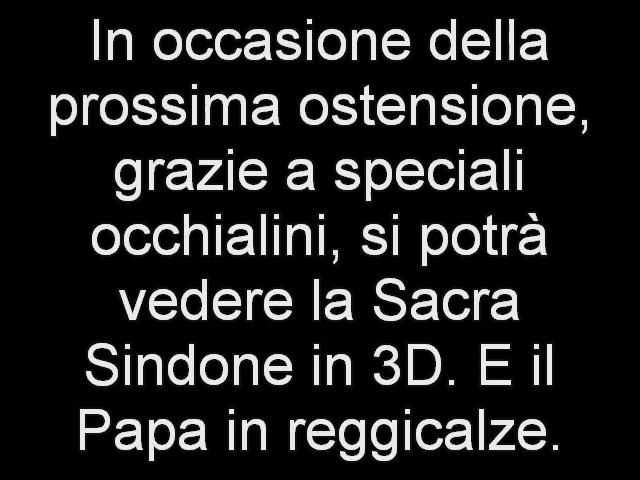 In occasione della
prossima ostensione,
grazie a speciali
occhialini, si potrà
vedere la Sacra
Sindone in 3D. E il
Papa in reggicalze.